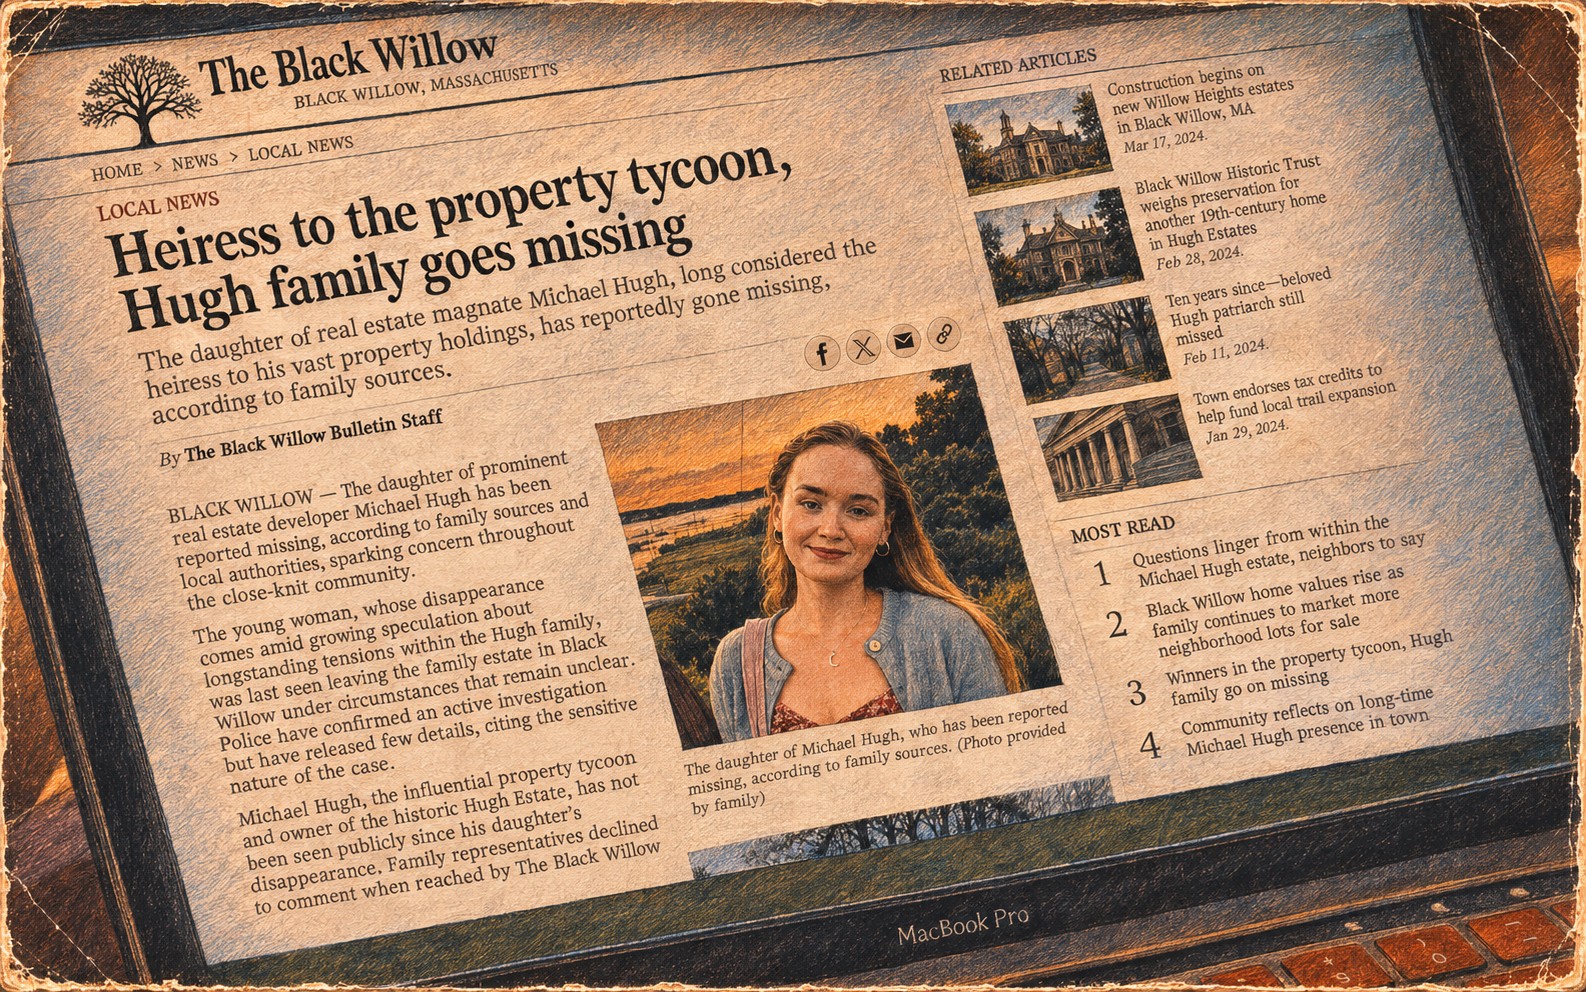 The Black Willow
BLACK WILLOW, MASSACHUSETTS
HOME > NEWS > LOCAL NEWS
LOCAL NEWS
Heiress to the property tycoon,
Hugh family goes missing
The daughter of real estate magnate Michael Hugh, long considered the
heiress to his vast property holdings, has reportedly gone missing,
according to family sources.
By The Black Willow Bulletin Staff
BLACK WILLOW — The daughter of prominent
real estate developer Michael Hugh has been
reported missing, according to family sources and
local authorities, sparking concern throughout
the close-knit community.
The young woman, whose disappearance
comes amid growing speculation about
longstanding tensions within the Hugh family,
was last seen leaving the family estate in Black
Willow under circumstances that remain unclear.
Police have confirmed an active investigation
but have released few details, citing the sensitive
nature of the case.
Michael Hugh, the influential property tycoon
and owner of the historic Hugh Estate, has not
been seen publicly since his daughter's
disappearance. Family representatives declined
to comment when reached by The Black Willow
The daughter of Michael Hugh, who has been reported
missing, according to family sources. (Photo provided
by family)
RELATED ARTICLES
Construction begins on
new Willow Heights estates
in Black Willow, MA
Mar 17, 2024.
Black Willow Historic Trust
weighs preservation for
another 19th-century home
in Hugh Estates
Feb 28, 2024.
Ten years since—beloved
Hugh patriarch still
missed
Feb 11, 2024.
Town endorses tax credits to
help fund local trail expansion
Jan 29, 2024.
MOST READ
1 Questions linger from within the
Michael Hugh estate, neighbors to say
2 Black Willow home values rise as
family continues to market more
neighborhood lots for sale
3 Winners in the property tycoon, Hugh
family go on missing
4 Community reflects on long-time
Michael Hugh presence in town
MacBook Pro